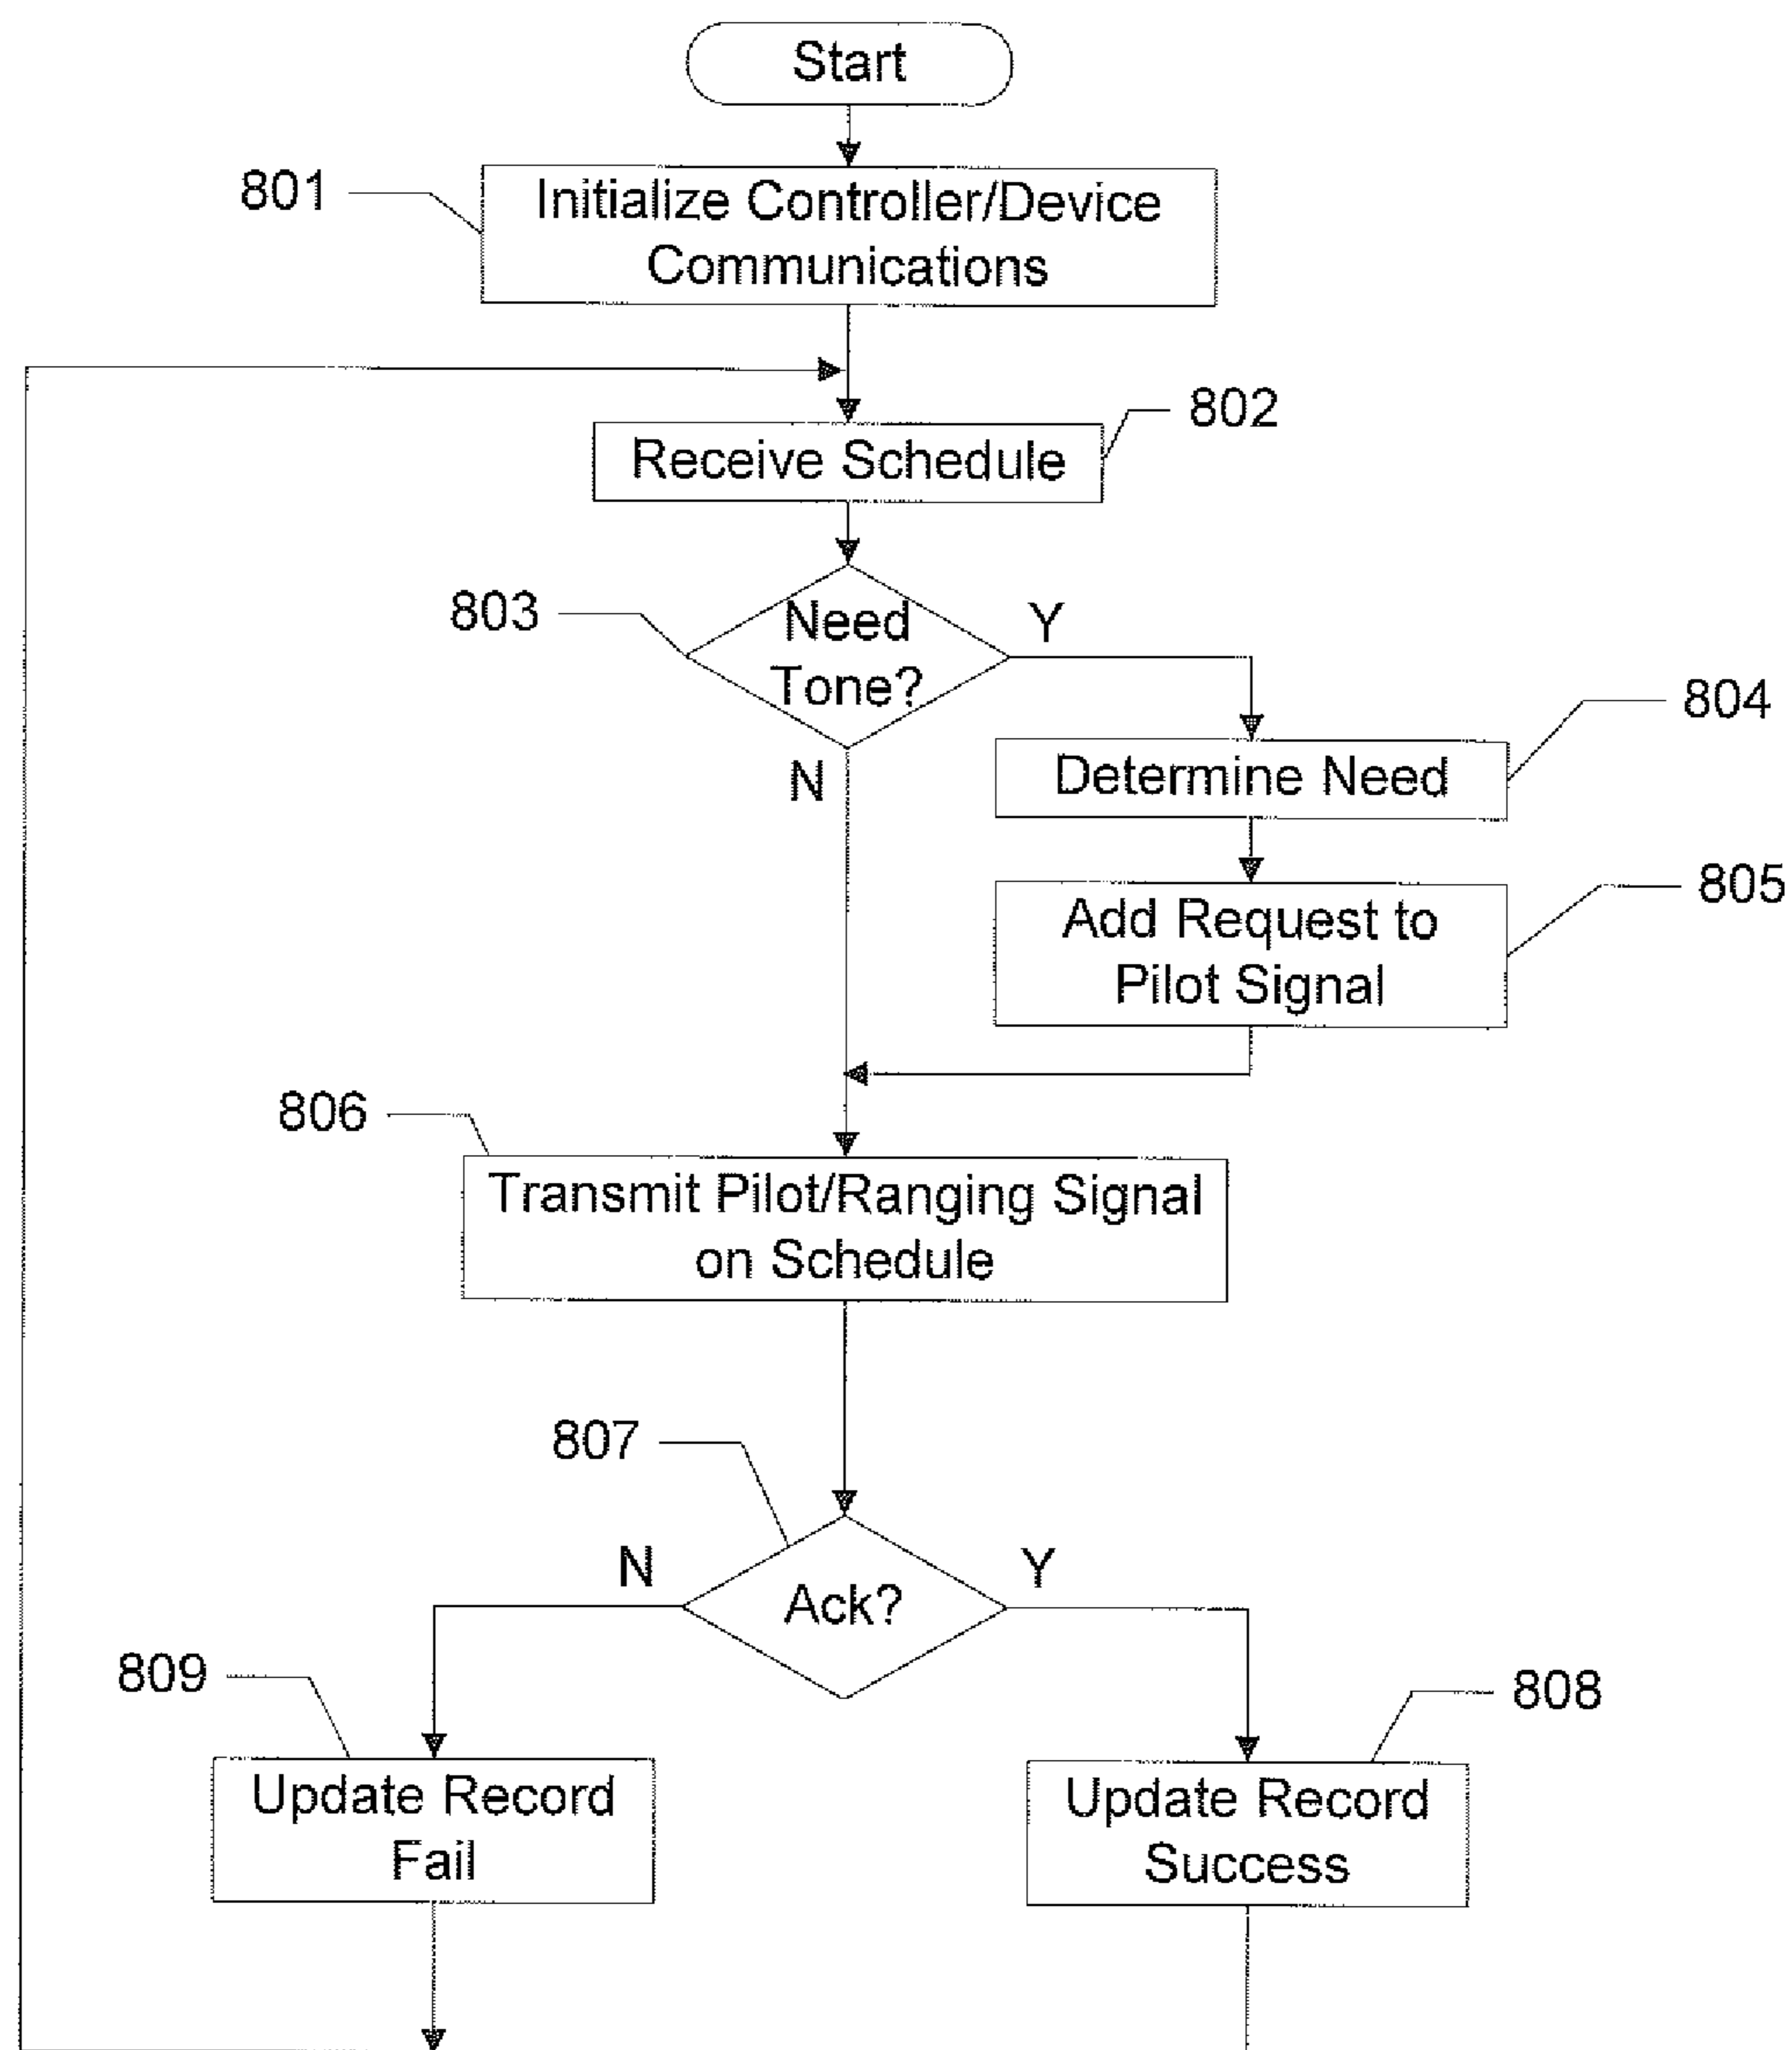 Start
801
Initialize Controller/Device
Communications
802
Receive Schedule
803
Need
Tone?
Y
N
804
Determine Need
805
Add Request to
Pilot Signal
806
Transmit Pilot/Ranging Signal
on Schedule
807
Ack?
N
Y
809
Update Record
Fail
808
Update Record
Success